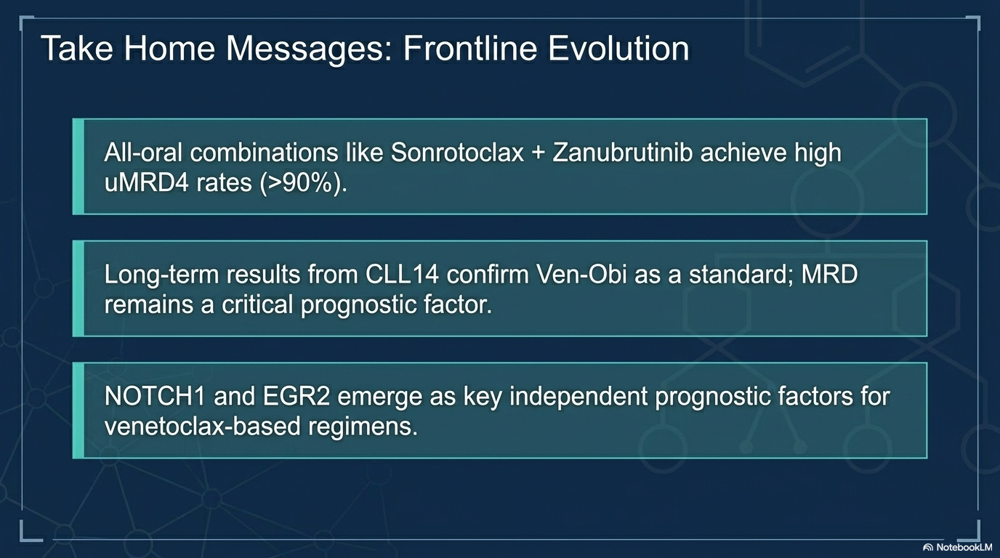 Take Home Messages: Frontline Evolution
All-oral combinations like Sonrotoclax + Zanubrutinib achieve high
uMRD4 rates (>90%).
Long-term results from CLL14 confirm Ven-Obi as a standard; MRD
remains a critical prognostic factor.
NOTCH1 and EGR2 emerge as key independent prognostic factors for
venetoclax-based regimens.
NotebookLM